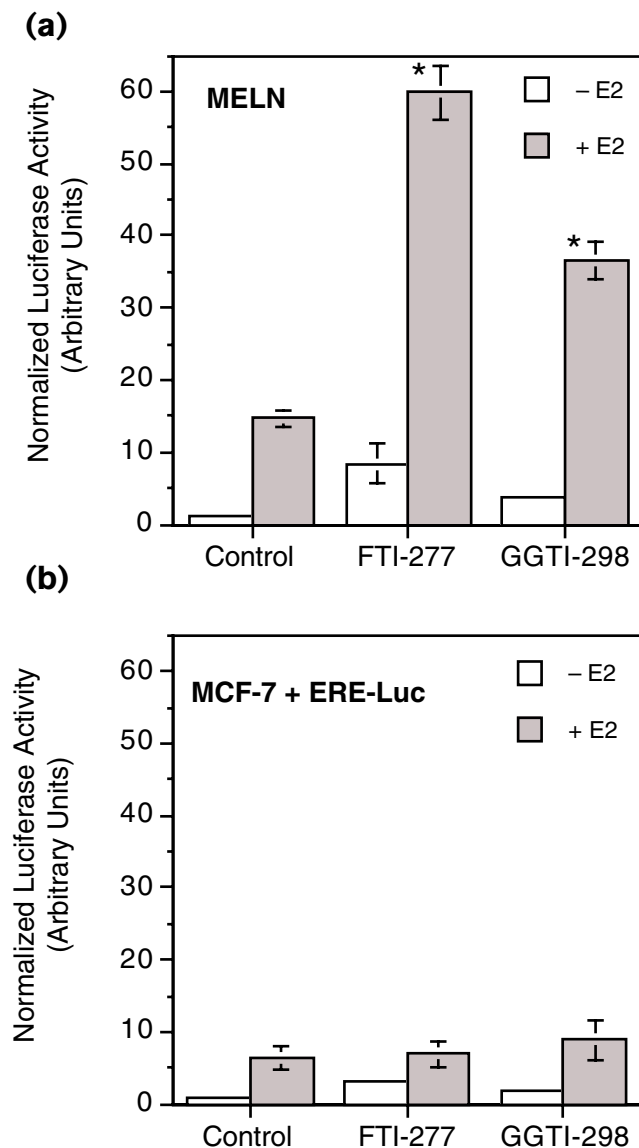 (a)
MELN
– E2
+ E2
Normalized Luciferase Activity
(Arbitrary Units)
60
50
40
30
20
10
0
*
*
Control
FTI-277
GGTI-298
(b)
MCF-7 + ERE-Luc
– E2
+ E2
Normalized Luciferase Activity
(Arbitrary Units)
60
50
40
30
20
10
0
Control
FTI-277
GGTI-298